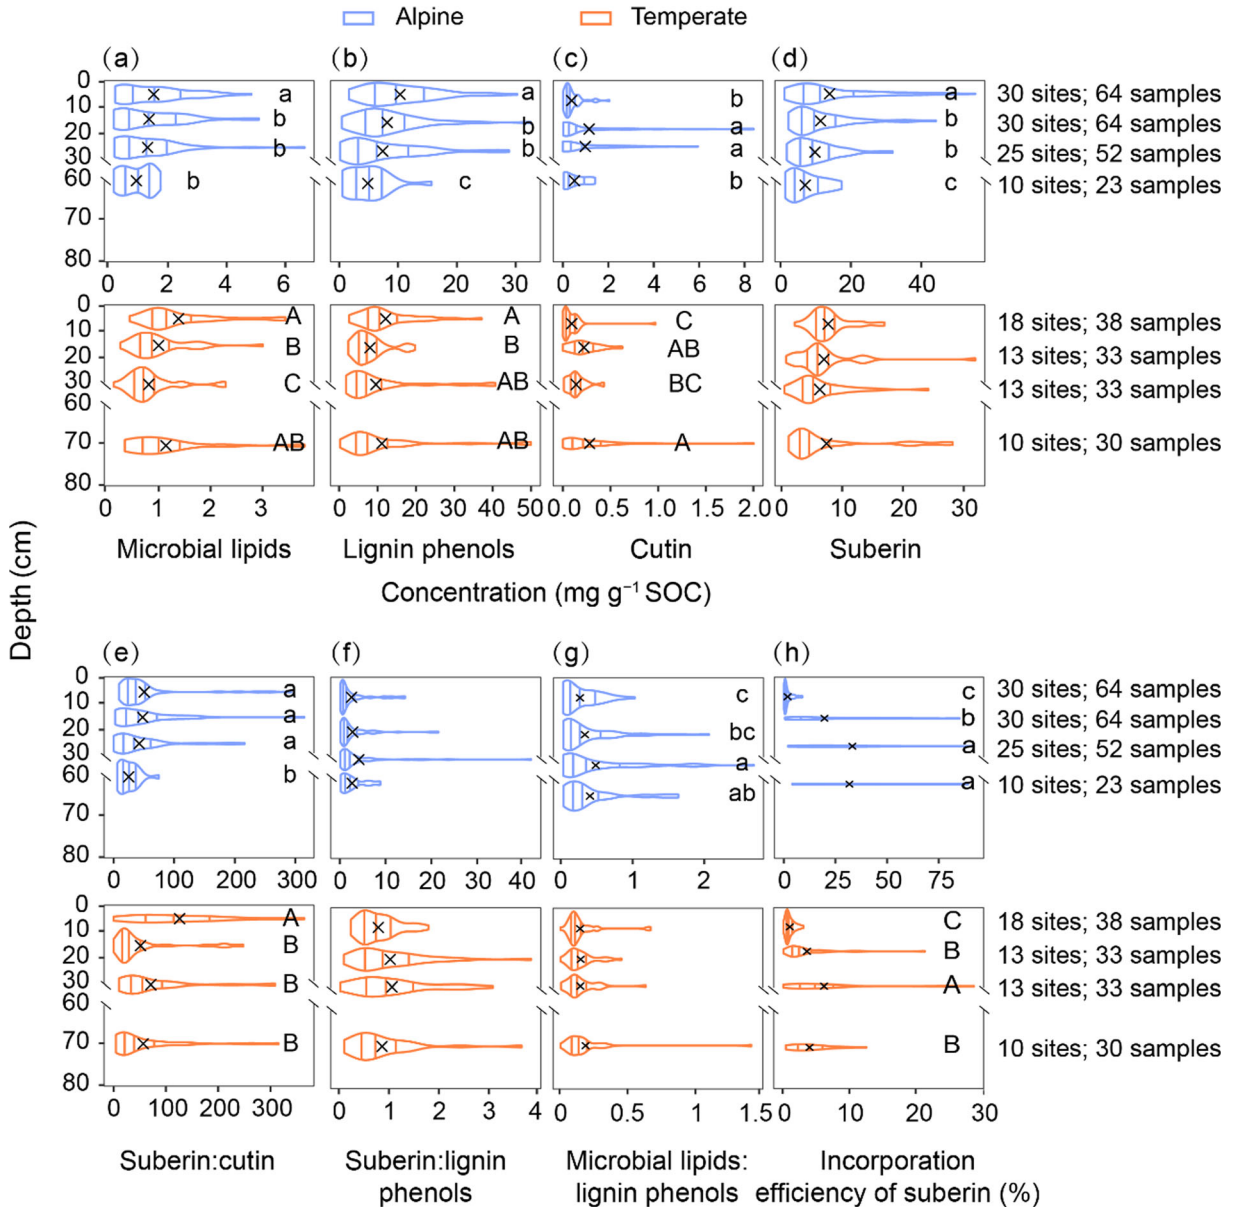 Alpine Temperate
(a) (b) (c) (d)
0
10
20
30
60
70
80
a
b
b
b
a
b
b
c
b
a
a
b
a
b
b
c
30 sites; 64 samples
30 sites; 64 samples
25 sites; 52 samples
10 sites; 23 samples
0 2 4 6 0 10 20 30 0 2 4 6 8 0 20 40
0
10
20
30
60
70
80
A
B
C
AB
A
B
AB
AB
C
AB
BC
A
18 sites; 38 samples
13 sites; 33 samples
13 sites; 33 samples
10 sites; 30 samples
0 1 2 3 0 10 20 30 40 50 0.0 0.5 1.0 1.5 2.0 0 10 20 30
Microbial lipids Lignin phenols Cutin Suberin
Concentration (mg g⁻¹ SOC)
Depth (cm)
(e) (f) (g) (h)
0
10
20
30
60
70
80
a
a
a
b
c
bc
a
ab
c
b
a
a
30 sites; 64 samples
30 sites; 64 samples
25 sites; 52 samples
10 sites; 23 samples
0 100 200 300 0 10 20 30 40 0 1 2 0 25 50 75
0
10
20
30
60
70
80
A
B
B
B
C
B
A
B
18 sites; 38 samples
13 sites; 33 samples
13 sites; 33 samples
10 sites; 30 samples
0 100 200 300 0 1 2 3 4 0 0.5 1 1.5 0 10 20 30
Suberin:cutin Suberin:lignin Microbial lipids: Incorporation
phenols lignin phenols efficiency of suberin (%)